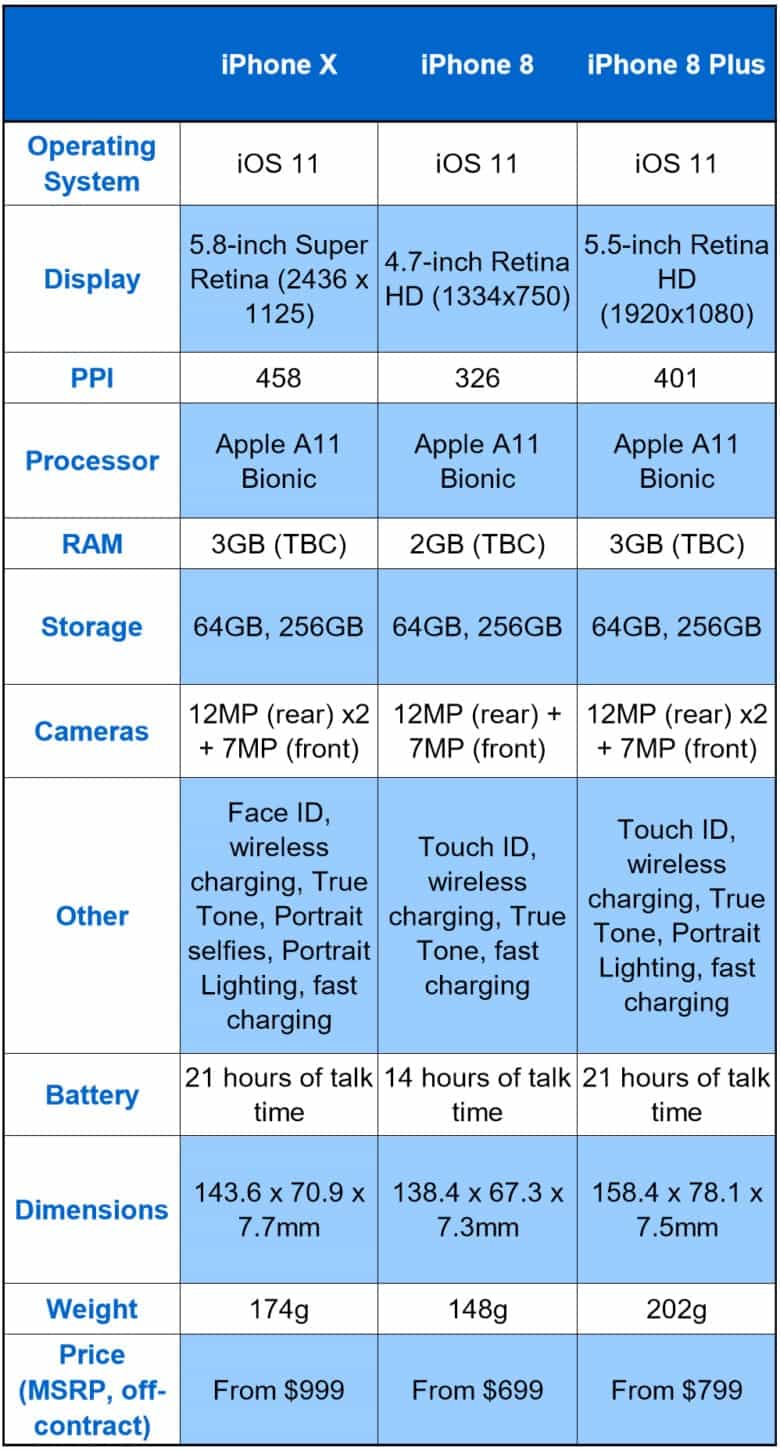 iPhone X iPhone 8 iPhone 8 Plus
Operating
System
iOS 11 iOS 11 iOS 11
Display
5.8-inch Super
Retina (2436 x
1125)
4.7-inch Retina
HD (1334x750)
5.5-inch Retina
HD
(1920x1080)
PPI 458 326 401
Processor
Apple A11
Bionic
Apple A11
Bionic
Apple A11
Bionic
RAM 3GB (TBC) 2GB (TBC) 3GB (TBC)
Storage 64GB, 256GB 64GB, 256GB 64GB, 256GB
Cameras
12MP (rear) x2
+ 7MP (front)
12MP (rear) +
7MP (front)
12MP (rear) x2
+ 7MP (front)
Other
Face ID,
wireless
charging, True
Tone, Portrait
selfies, Portrait
Lighting, fast
charging
Touch ID,
wireless
charging, True
Tone, fast
charging
Touch ID,
wireless
charging, True
Tone, Portrait
Lighting, fast
charging
Battery
21 hours of talk
time
14 hours of talk
time
21 hours of talk
time
Dimensions
143.6 x 70.9 x
7.7mm
138.4 x 67.3 x
7.3mm
158.4 x 78.1 x
7.5mm
Weight 174g 148g 202g
Price
(MSRP, off-
contract)
From $999 From $699 From $799